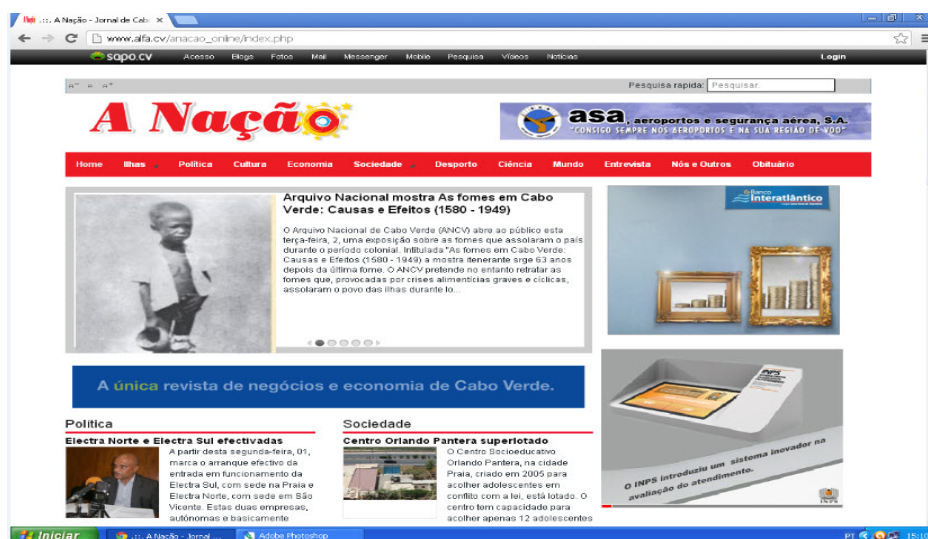 .::. A Nação - Jornal de Cab
www.alfa.cv/anacao_online/index.php
sapo.cv Acesso Blogs Fotos Mail Messenger Mobile Pesquisa Vídeos Notícias Login
Pesquisa rápida: Pesquisar.
A Nação
asa, aeroportos e segurança aérea, S.A.
"CONSIGO SEMPRE NOS AEROPORTOS E NA SUA REGIÃO DE VOO"
Home Ilhas Política Cultura Economia Sociedade Desporto Ciência Mundo Entrevista Nós e Outros Obituário
Arquivo Nacional mostra As fomes em Cabo
Verde: Causas e Efeitos (1580 - 1949)
O Arquivo Nacional de Cabo Verde (ANCV) abre ao público esta
terça-feira, 2, uma exposição sobre as fomes que assolaram o país
durante o período colonial. Intitulada "As fomes em Cabo Verde:
Causas e Efeitos (1580 - 1949) a mostra itenerante srge 63 anos
depois da última fome. O ANCV pretende no entanto retratar as
fomes que, provocadas por crises alimentícias graves e cíclicas,
assolaram o povo das ilhas durante lo...
Banco
Interatlântico
A única revista de negócios e economia de Cabo Verde.
INPS
O INPS introduziu um sistema inovador na
avaliação do atendimento.
INPS
Política
Electra Norte e Electra Sul efectivadas
A partir desta segunda-feira, 01,
marca o arranque efectivo da
entrada em funcionamento da
Electra Sul, com sede na Praia e
Electra Norte, com sede em São
Vicente. Estas duas empresas,
autónomas e basicamente
Sociedade
Centro Orlando Pantera superlotado
O Centro Socioeducativo
Orlando Pantera, na cidade
Praia, criado em 2005 para
acolher adolescentes em
conflito com a lei, está lotado. O
centro tem capacidade para
acolher apenas 12 adolescentes
Iniciar .::. A Nação - Jornal ... Adobe Photoshop PT 15:10